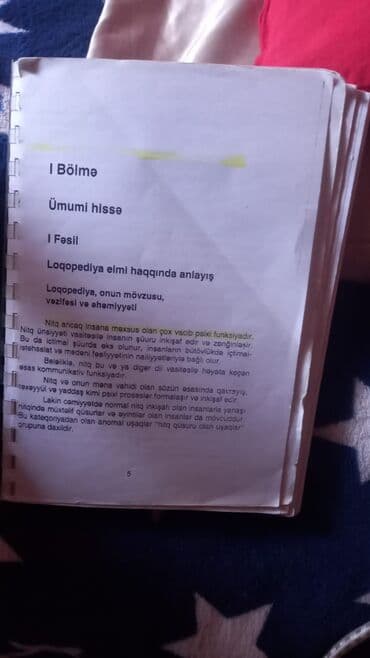 I Bölmə
Ümumi hissə
I Fəsil
Loqopediya elmi haqqında anlayış
Loqopediya, onun mövzusu,
vəzifəsi və əhəmiyyəti
Nitq ancaq insana məxsus olan çox vacib psixi funksiyadır.
Nitq ünsiyyəti vasitəsilə insanın şüuru inkişaf edir və zənginləşir.
Bu da ictimai şüurda əks olunur, insanların bütövlükdə ictimai-
istehsalat və mədəni fəaliyyətinin nailiyyətləriylə bağlı olur.
Beləliklə, nitq bu və ya digər dil vasitəsilə həyata keçən
əsas kommunikativ funksiyadır.
Nitq və onun məna vahidi olan sözün əsasında qavrayış,
təxəyyül və yaddaş kimi psixi proseslər formalaşır və inkişaf edir.
Lakin cəmiyyətdə normal nitq inkişafı olan insanlarla yanaşı
nitqində müxtəlif qüsurlar və əyintilər olan insanlar da mövcuddur.
Bu kateqoriyadan olan anomal uşaqlar "nitq qüsuru olan uşaqlar"
qrupuna daxildir.
5